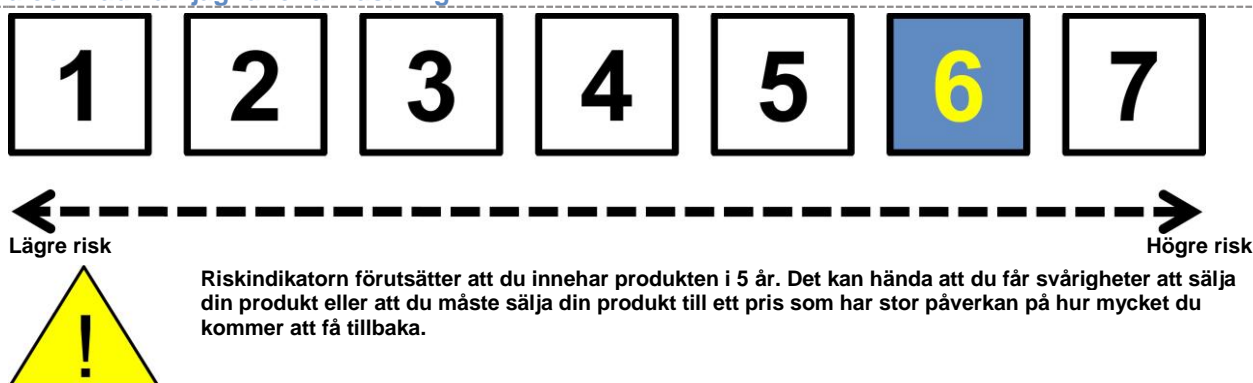 1 2 3 4 5 6 7
Lägre risk Högre risk
Riskindikatorn förutsätter att du innehar produkten i 5 år. Det kan hända att du får svårigheter att sälja
din produkt eller att du måste sälja din produkt till ett pris som har stor påverkan på hur mycket du
kommer att få tillbaka.
!